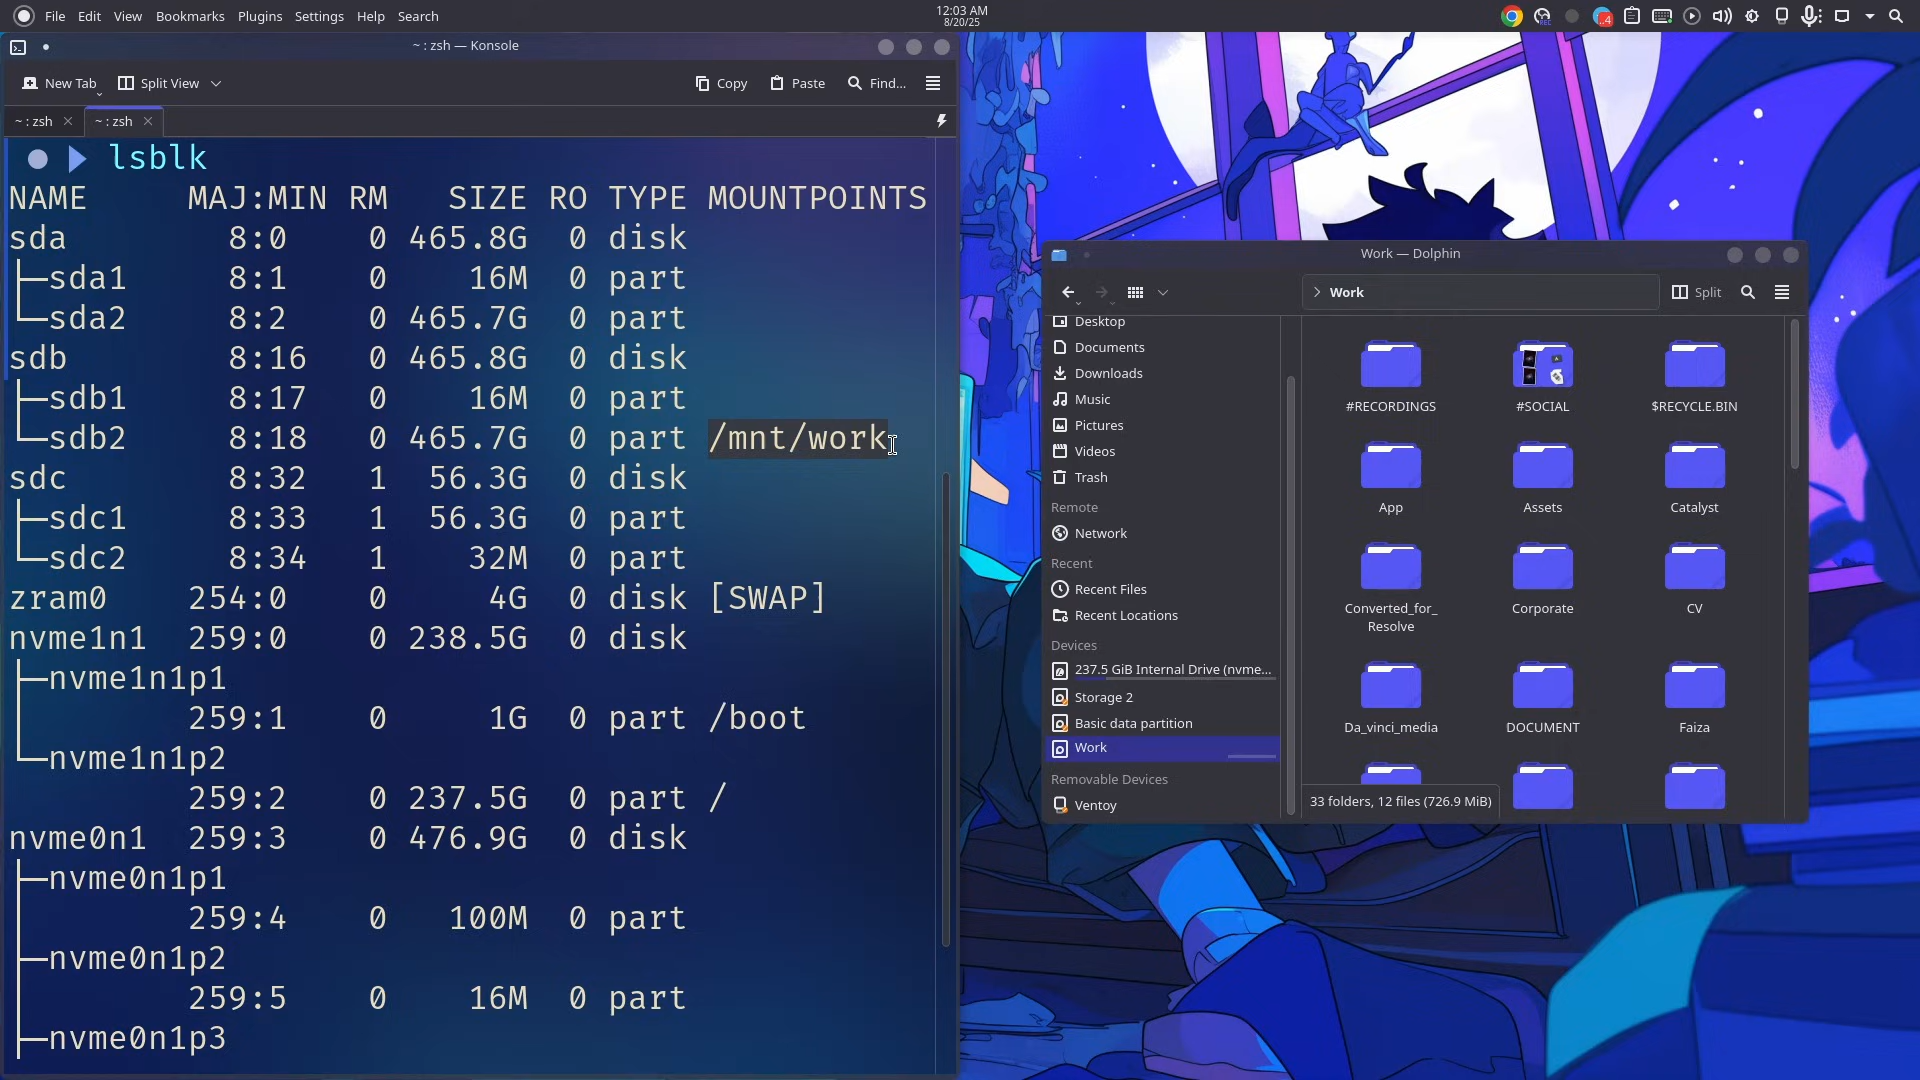 File Edit View Bookmarks Plugins Settings Help Search
12:03 AM
8/20/25
REC
4
~ : zsh — Konsole
New Tab
Split View
Copy
Paste
Find...
~ : zsh
~ : zsh
lsblk
NAME MAJ:MIN RM SIZE RO TYPE MOUNTPOINTS
sda 8:0 0 465.8G 0 disk
├─sda1 8:1 0 16M 0 part
└─sda2 8:2 0 465.7G 0 part
sdb 8:16 0 465.8G 0 disk
├─sdb1 8:17 0 16M 0 part
└─sdb2 8:18 0 465.7G 0 part /mnt/work
sdc 8:32 1 56.3G 0 disk
├─sdc1 8:33 1 56.3G 0 part
└─sdc2 8:34 1 32M 0 part
zram0 254:0 0 4G 0 disk [SWAP]
nvme1n1 259:0 0 238.5G 0 disk
├─nvme1n1p1
│ 259:1 0 1G 0 part /boot
└─nvme1n1p2
259:2 0 237.5G 0 part /
nvme0n1 259:3 0 476.9G 0 disk
├─nvme0n1p1
│ 259:4 0 100M 0 part
├─nvme0n1p2
│ 259:5 0 16M 0 part
├─nvme0n1p3
Work — Dolphin
Work
Split
Desktop
Documents
Downloads
Music
Pictures
Videos
Trash
Remote
Network
Recent
Recent Files
Recent Locations
Devices
237.5 GiB Internal Drive (nvme...
Storage 2
Basic data partition
Work
Removable Devices
Ventoy
#RECORDINGS
#SOCIAL
$RECYCLE.BIN
App
Assets
Catalyst
Converted_for_
Resolve
Corporate
CV
Da_vinci_media
DOCUMENT
Faiza
33 folders, 12 files (726.9 MiB)